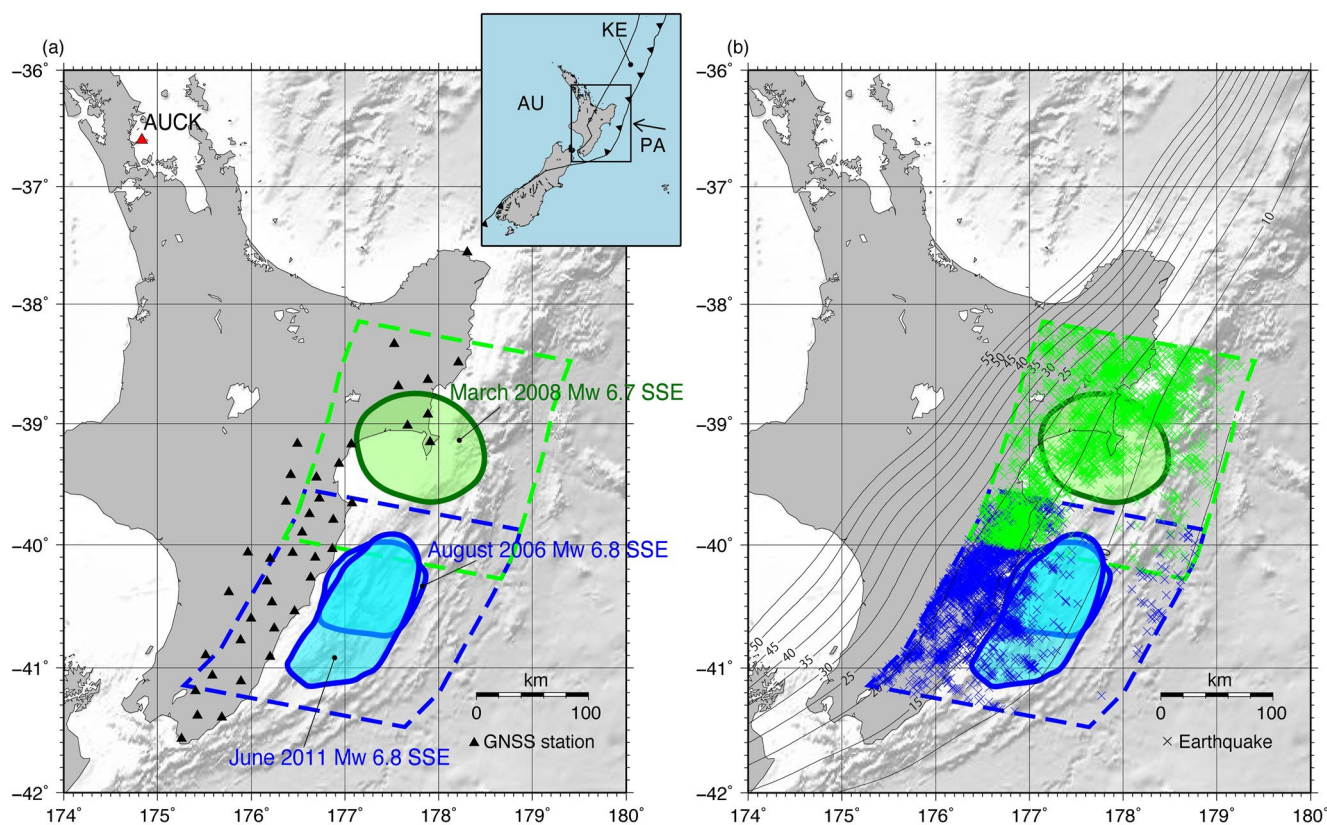 (a)
KE
AU
PA
(b)
−36°
−37°
−38°
−39°
−40°
−41°
−42°
AUCK
March 2008 Mw 6.7 SSE
August 2006 Mw 6.8 SSE
June 2011 Mw 6.8 SSE
km
0 100
GNSS station
174 175 176 177 178 179 180
−36°
−37°
−38°
−39°
−40°
−41°
−42°
10
55
50
45
40
35
30
25
50
45
40
35
30
25
20
15
km
0 100
Earthquake
174 175 176 177 178 179 180